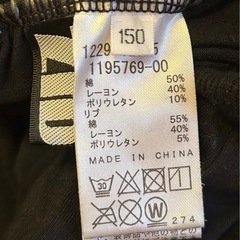 150
1195769-00
綿 50%
レーヨン 40%
ポリウレタン 10%
リブ
綿 55%
レーヨン 40%
ポリウレタン 5%
MADE IN CHINA
30
W
274